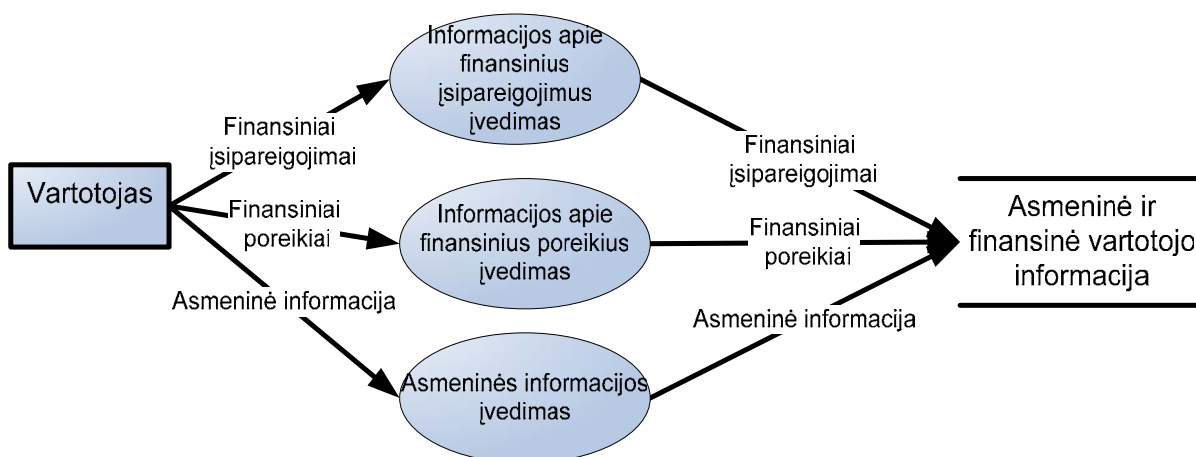 Informacijos apie
finansinius
įsipareigojimus
įvedimas
Finansiniai
įsipareigojimai
Finansiniai
įsipareigojimai
Vartotojas
Finansiniai
poreikiai
Informacijos apie
finansinius poreikius
įvedimas
Finansiniai
poreikiai
Asmeninė ir
finansinė vartotojo
informacija
Asmeninė informacija
Asmeninė informacija
Asmeninės informacijos
įvedimas